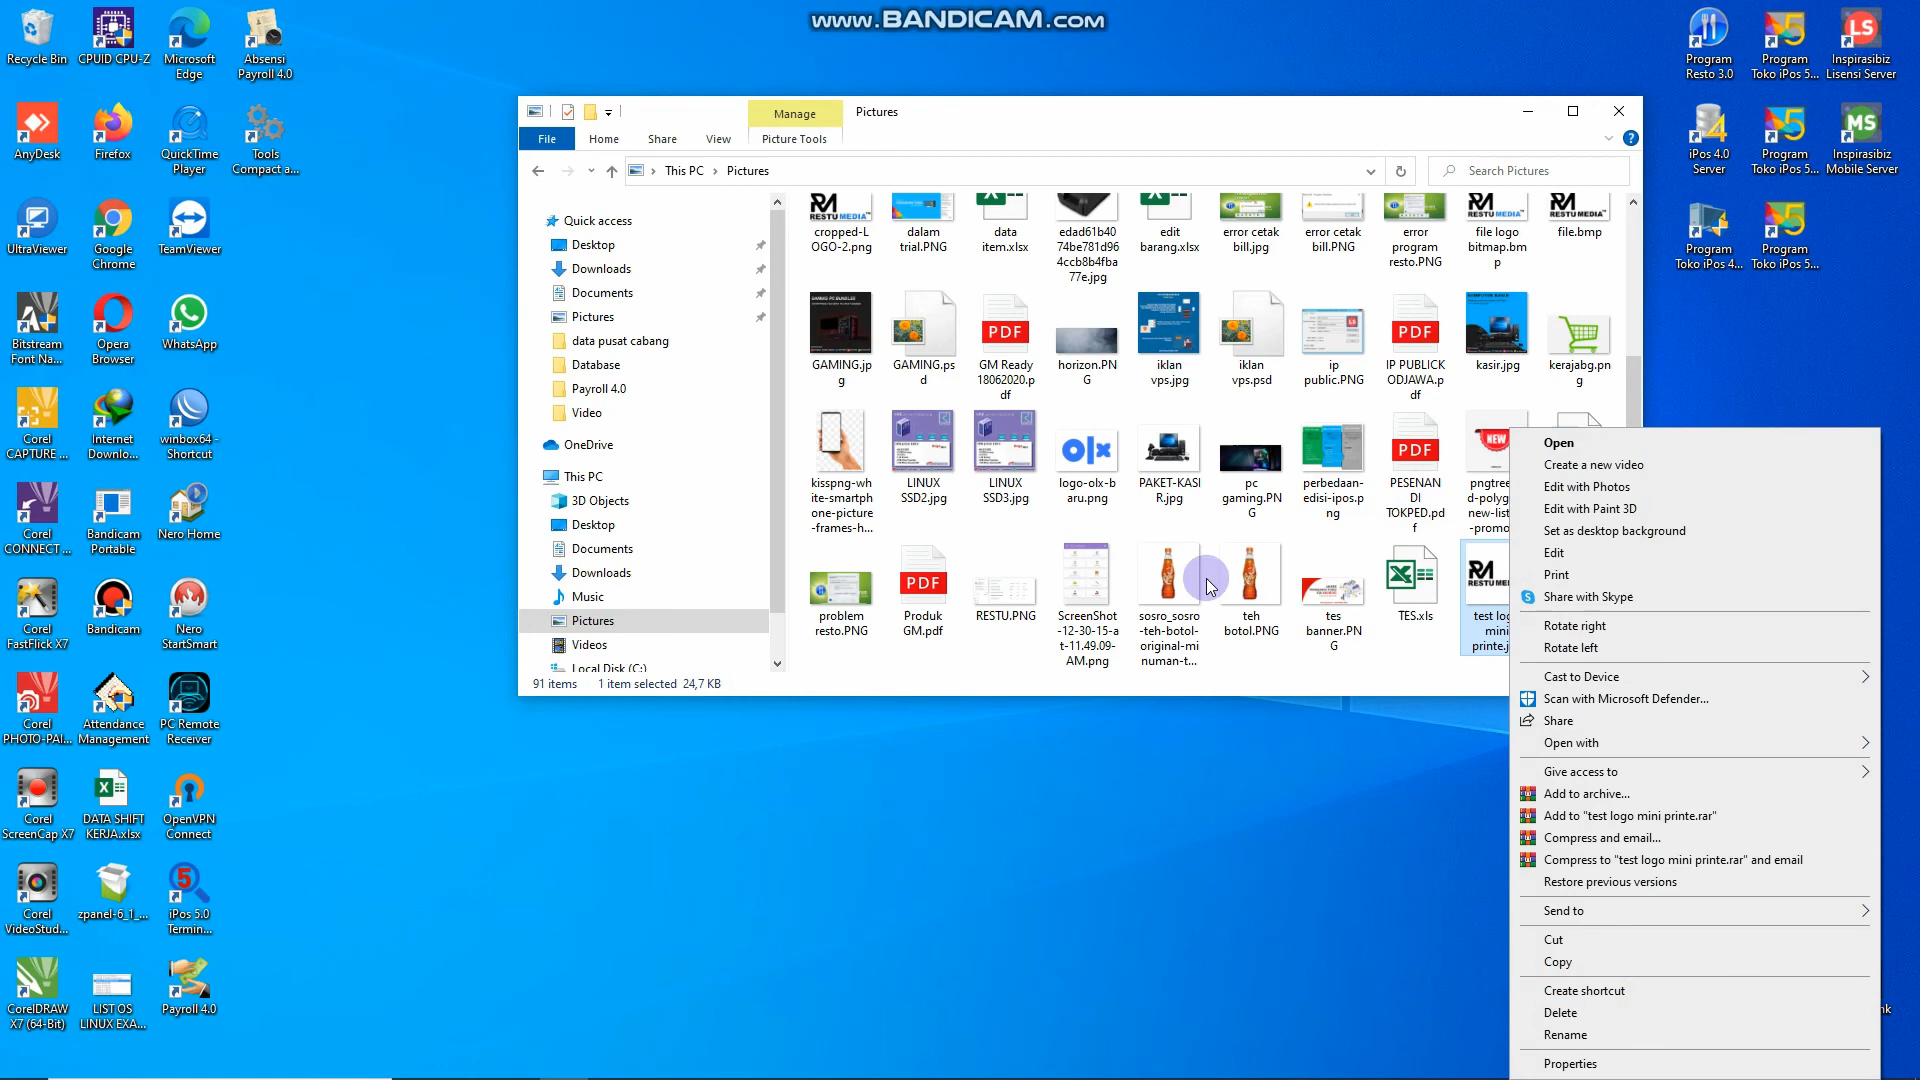 www.BANDICAM.com
Recycle Bin
CPUID CPU-Z
Microsoft
Edge
Absensi
Payroll 4.0
AnyDesk
Firefox
QuickTime
Player
Tools
Compact a...
UltraViewer
Google
Chrome
TeamViewer
Bitstream
Font Na...
Opera
Browser
WhatsApp
Corel
CAPTURE ...
Internet
Downlo...
winbox64 -
Shortcut
Corel
CONNECT ...
Bandicam
Portable
Nero Home
Corel
FastFlick X7
Bandicam
Nero
StartSmart
Corel
PHOTO-PAI...
Attendance
Management
PC Remote
Receiver
Corel
ScreenCap X7
DATA SHIFT
KERJA.xlsx
OpenVPN
Connect
Corel
VideoStud...
zpanel-6_1_...
iPos 5.0
Termin...
CorelDRAW
X7 (64-Bit)
LIST OS
LINUX EXA...
Payroll 4.0
Program
Resto 3.0
Program
Toko iPos 5...
Inspirasibiz
Lisensi Server
iPos 4.0
Server
Program
Toko iPos 5...
Inspirasibiz
Mobile Server
Program
Toko iPos 4...
Program
Toko iPos 5...
Manage
Pictures
File
Home
Share
View
Picture Tools
This PC
Pictures
Search Pictures
Quick access
Desktop
Downloads
Documents
Pictures
data pusat cabang
Database
Payroll 4.0
Video
OneDrive
This PC
3D Objects
Desktop
Documents
Downloads
Music
Pictures
Videos
Local Disk (C:)
cropped-L
OGO-2.png
dalam
trial.PNG
data
item.xlsx
edad61b40
74be781d96
4ccb8b4fba
77e.jpg
edit
barang.xlsx
error cetak
bill.jpg
error cetak
bill.PNG
error
program
resto.PNG
file logo
bitmap.bm
p
file.bmp
GAMING.jp
g
GAMING.ps
d
GM Ready
18062020.p
df
horizon.PN
G
iklan
vps.jpg
iklan
vps.psd
ip
public.PNG
IP PUBLICK
ODJAWA.p
df
kasir.jpg
kerajabg.pn
g
kisspng-wh
ite-smartph
one-picture
-frames-h...
LINUX
SSD2.jpg
LINUX
SSD3.jpg
logo-olx-b
aru.png
PAKET-KASI
R.jpg
pc
gaming.PN
G
perbedaan-
edisi-ipos.p
ng
PESENAN
DI
TOKPED.pd
f
pngtree
d-polyg
new-list
-promo
problem
resto.PNG
Produk
GM.pdf
RESTU.PNG
ScreenShot
-12-30-15-a
t-11.49.09-
AM.png
sosro_sosro
-teh-botol-
original-mi
numan-t...
teh
botol.PNG
tes
banner.PN
G
TES.xls
test log
mini
printe.j
91 items
1 item selected 24,7 KB
Open
Create a new video
Edit with Photos
Edit with Paint 3D
Set as desktop background
Edit
Print
Share with Skype
Rotate right
Rotate left
Cast to Device
Scan with Microsoft Defender...
Share
Open with
Give access to
Add to archive...
Add to "test logo mini printe.rar"
Compress and email...
Compress to "test logo mini printe.rar" and email
Restore previous versions
Send to
Cut
Copy
Create shortcut
Delete
Rename
Properties